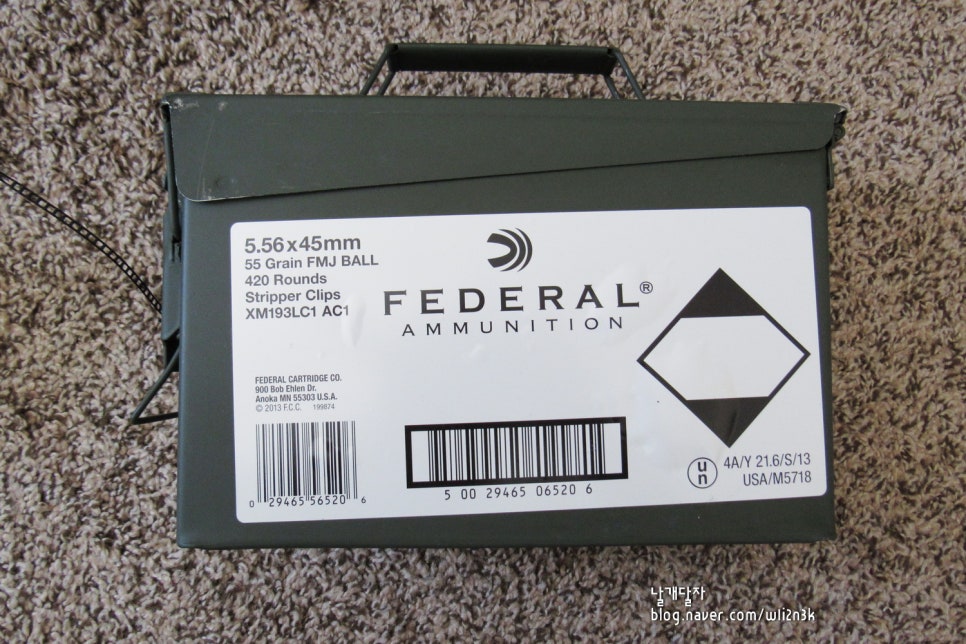 5.56x45mm
55 Grain FMJ BALL
420 Rounds
Stripper Clips
XM193LC1 AC1
FEDERAL®
AMMUNITION
FEDERAL CARTRIDGE CO.
900 Bob Ehlen Dr.
Anoka MN 55303 U.S.A.
© 2013 F.C.C. 199874
0 29465 56520 6
5 00 29465 06520 6
un
4A/Y 21.6/S/13
USA/M5718
날개달자
blog.naver.com/wli2n3k